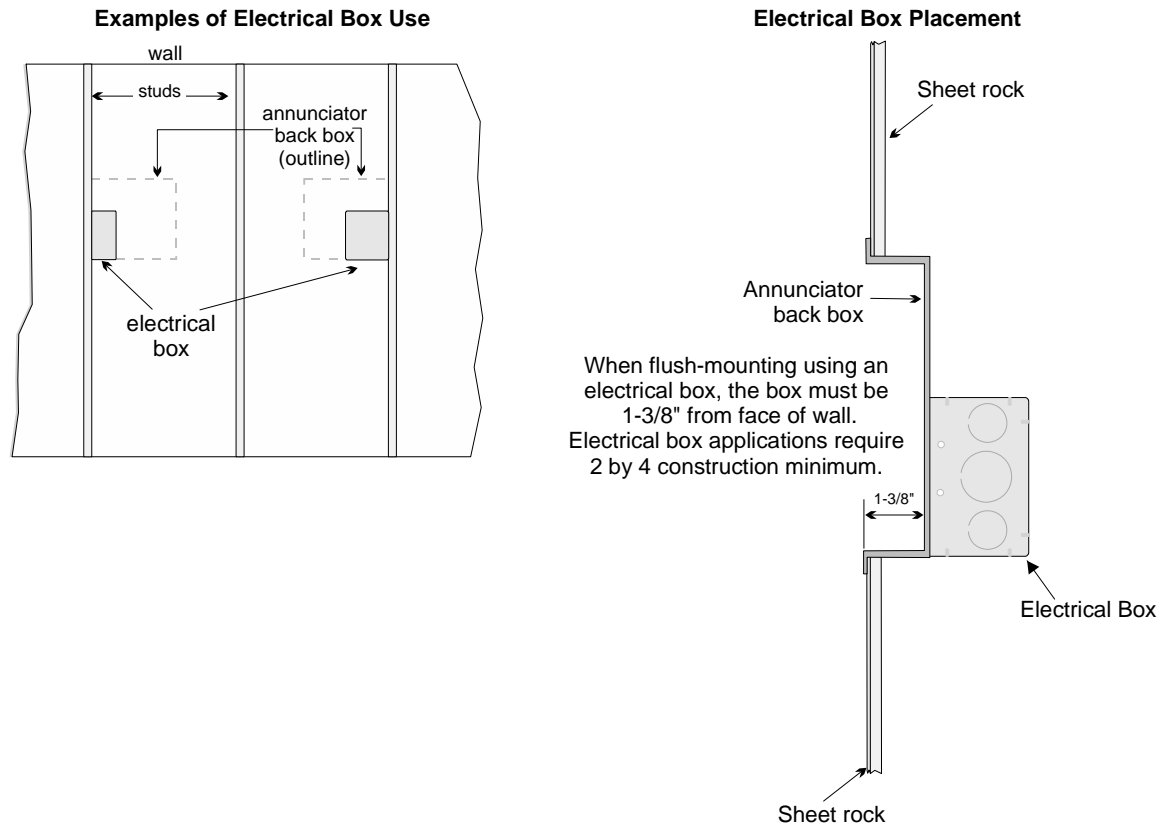 Examples of Electrical Box Use
wall
studs
annunciator
back box
(outline)
electrical
box
Electrical Box Placement
Sheet rock
Annunciator
back box
When flush-mounting using an
electrical box, the box must be
1-3/8" from face of wall.
Electrical box applications require
2 by 4 construction minimum.
1-3/8"
Electrical Box
Sheet rock